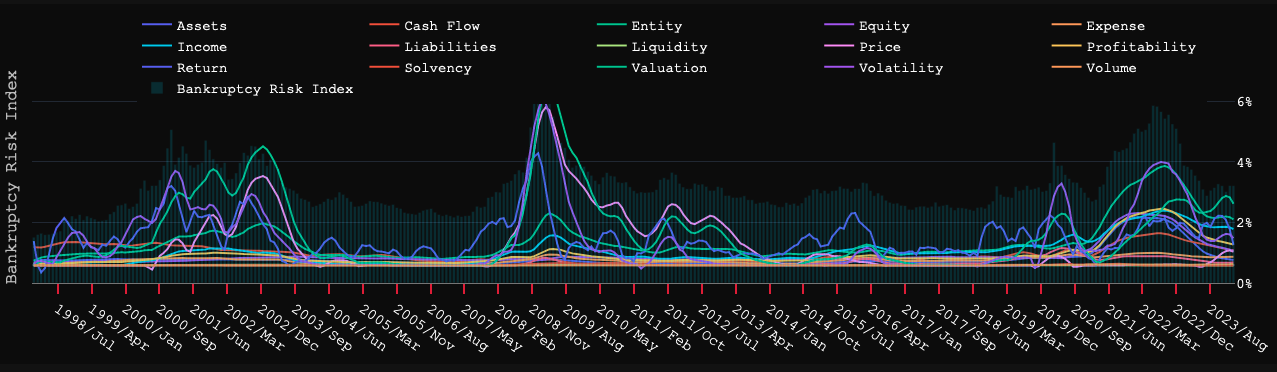 Assets Cash Flow Entity Equity Expense
Income Liabilities Liquidity Price Profitability
Return Solvency Valuation Volatility Volume
Bankruptcy Risk Index
Bankruptcy Risk Index
6%
4%
2%
0%
1998/Jul
1999/Apr
2000/Jan
2000/Sep
2001/Jun
2002/Mar
2002/Dec
2003/Sep
2004/Jun
2005/Mar
2005/Nov
2006/Aug
2007/May
2008/Feb
2008/Nov
2009/Aug
2010/May
2011/Feb
2011/Oct
2012/Jul
2013/Apr
2014/Jan
2014/Oct
2015/Jul
2016/Apr
2017/Jan
2017/Sep
2018/Jun
2019/Mar
2019/Dec
2020/Sep
2021/Jun
2022/Mar
2022/Dec
2023/Aug